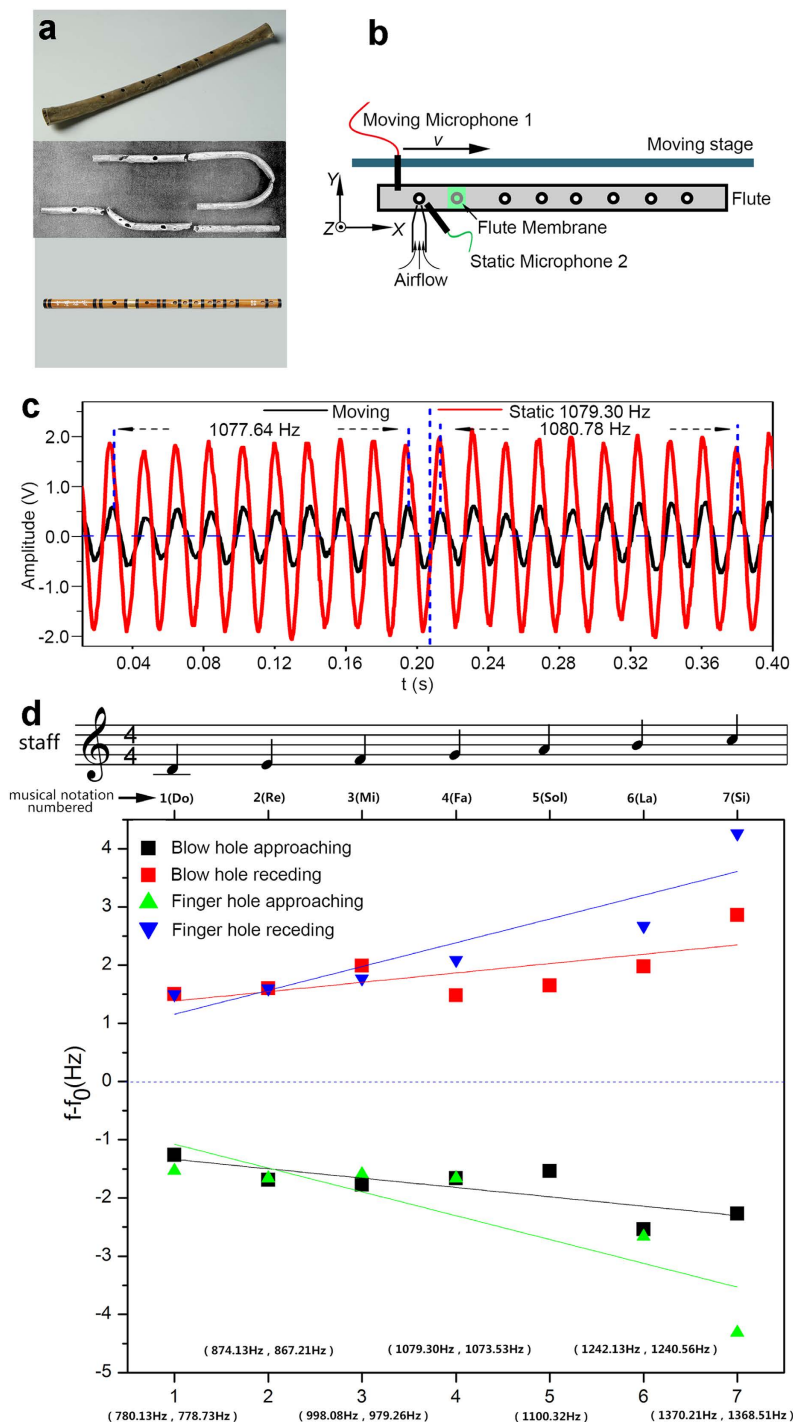 a
b
Moving Microphone 1
v
Moving stage
Y
Z
X
Flute
Flute Membrane
Static Microphone 2
Airflow
c
Moving
Static 1079.30 Hz
1077.64 Hz
1080.78 Hz
Amplitude (V)
2.0
1.0
0.0
-1.0
-2.0
0.04 0.08 0.12 0.16 0.20 0.24 0.28 0.32 0.36 0.40
t (s)
d
staff
4
4
musical notation
numbered
1(Do) 2(Re) 3(Mi) 4(Fa) 5(Sol) 6(La) 7(Si)
Blow hole approaching
Blow hole receding
Finger hole approaching
Finger hole receding
f-f0(Hz)
4
3
2
1
0
-1
-2
-3
-4
-5
( 874.13Hz , 867.21Hz ) ( 1079.30Hz , 1073.53Hz ) ( 1242.13Hz , 1240.56Hz )
1 2 3 4 5 6 7
( 780.13Hz , 778.73Hz ) ( 998.08Hz , 979.26Hz ) ( 1100.32Hz ) ( 1370.21Hz , 1368.51Hz )